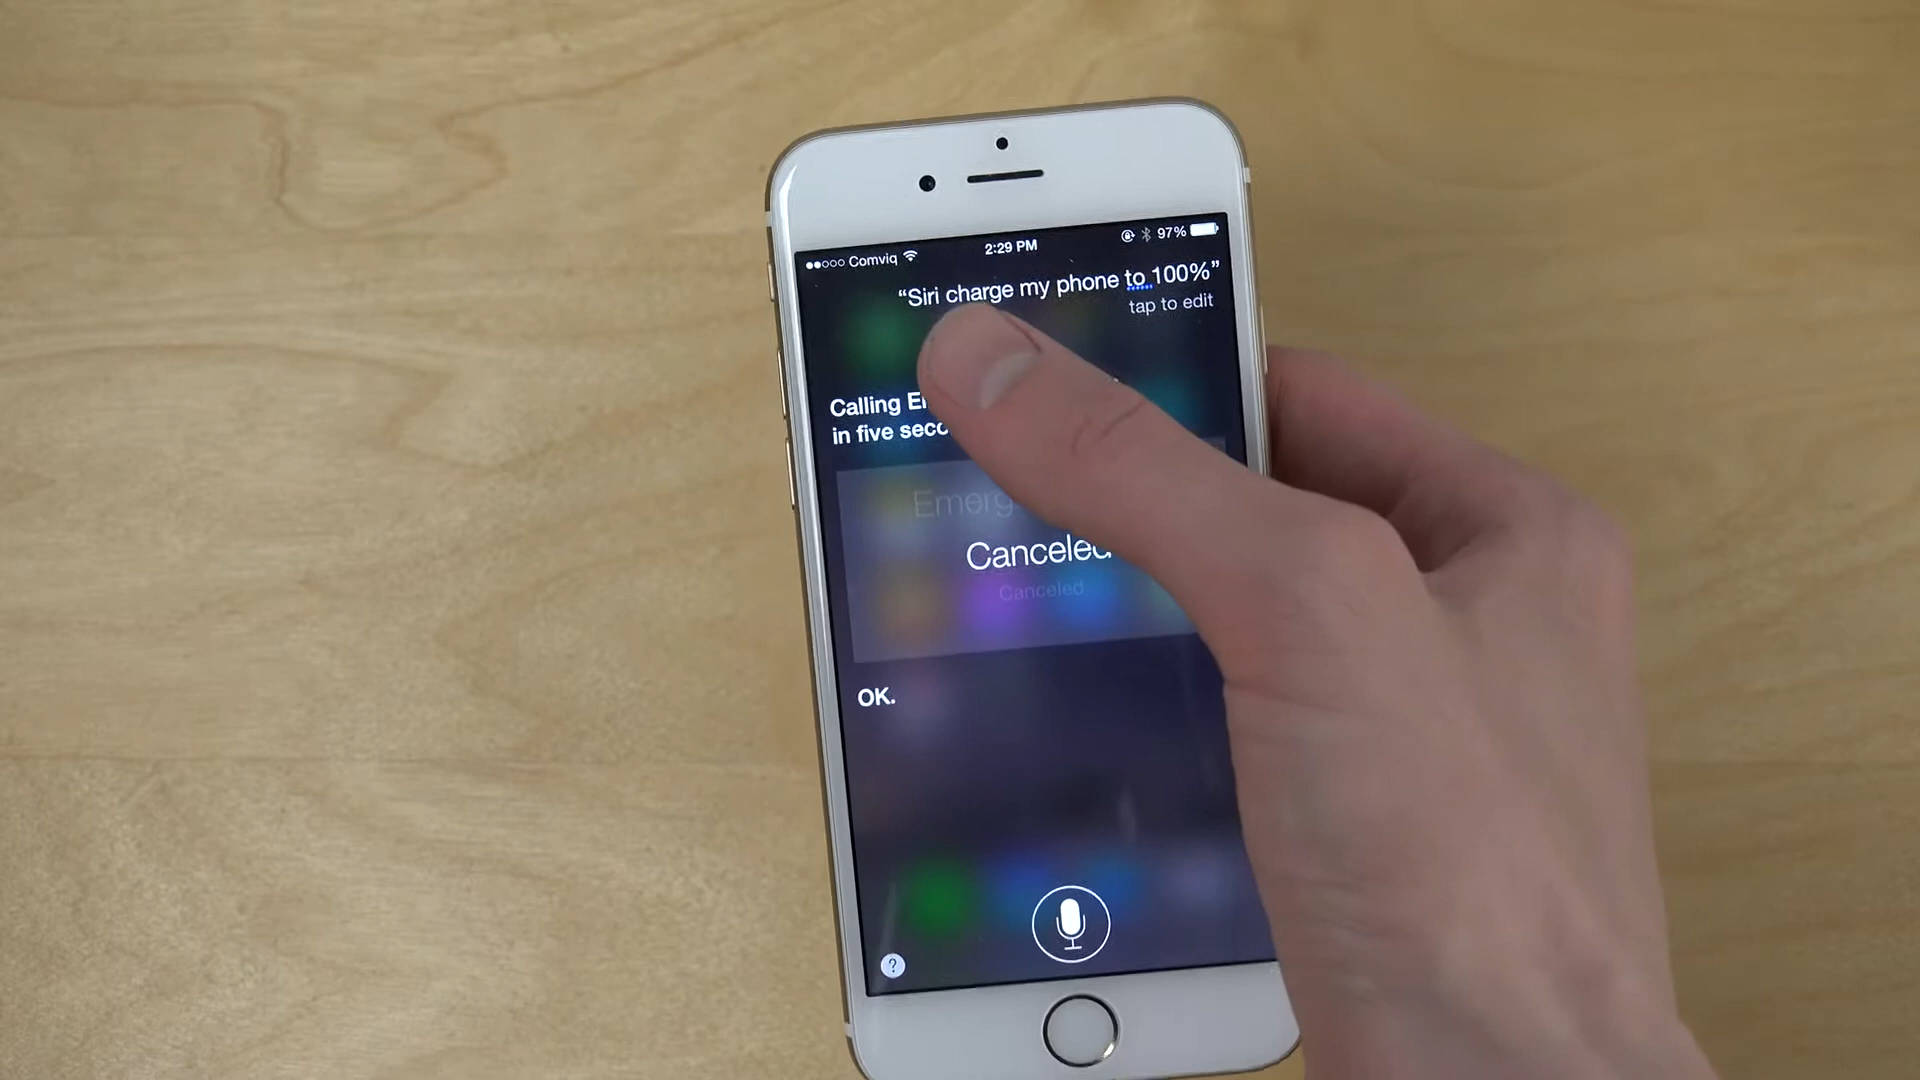 Comviq 2:29 PM 97%
“Siri charge my phone to 100%”
tap to edit
Calling
in five
Canceled
Canceled
OK.
?